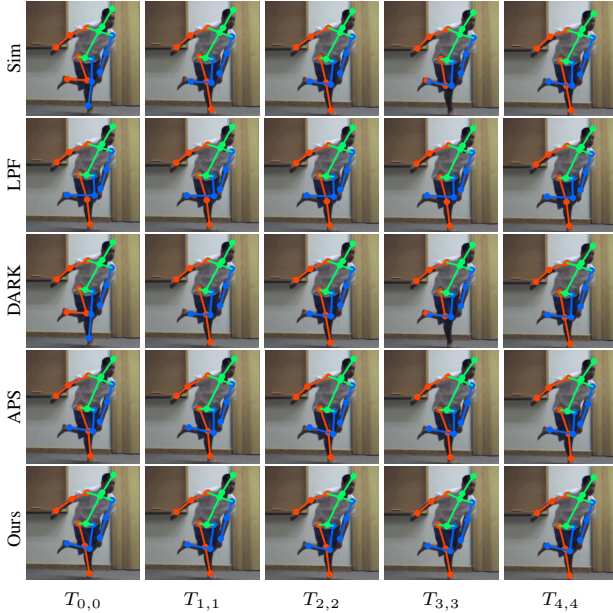 Sim
LPF
DARK
APS
Ours
T0,0 T1,1 T2,2 T3,3 T4,4